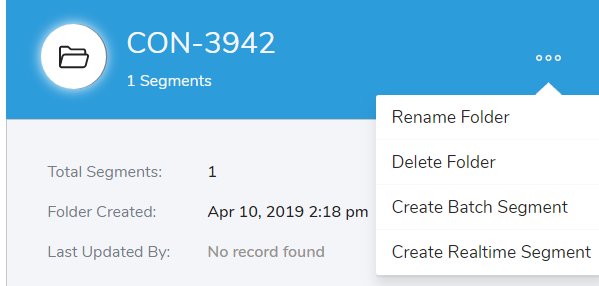 CON-3942
1 Segments
Rename Folder
Delete Folder
Create Batch Segment
Create Realtime Segment
Total Segments: 1
Folder Created: Apr 10, 2019 2:18 pm
Last Updated By: No record found